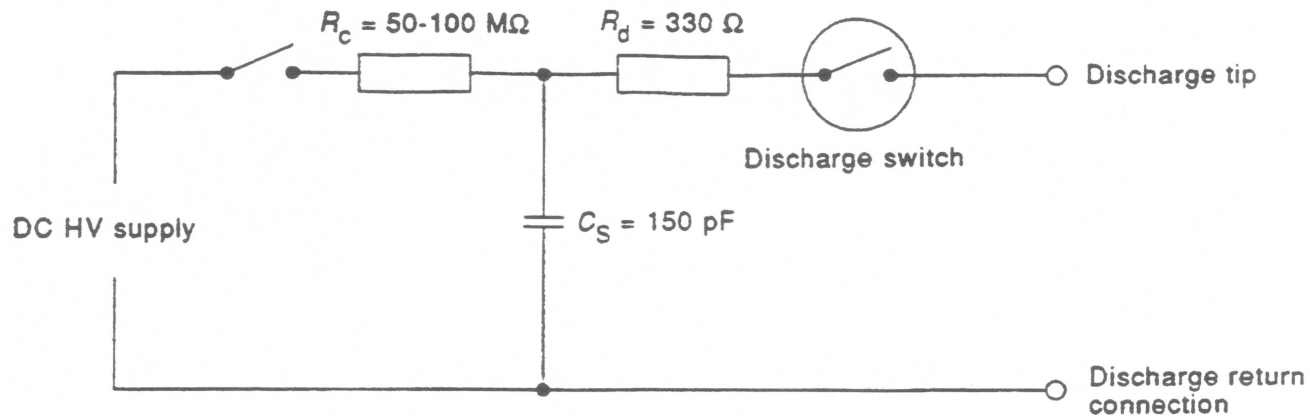 R_c = 50-100 MΩ
R_d = 330 Ω
Discharge tip
Discharge switch
DC HV supply
C_S = 150 pF
Discharge return
connection